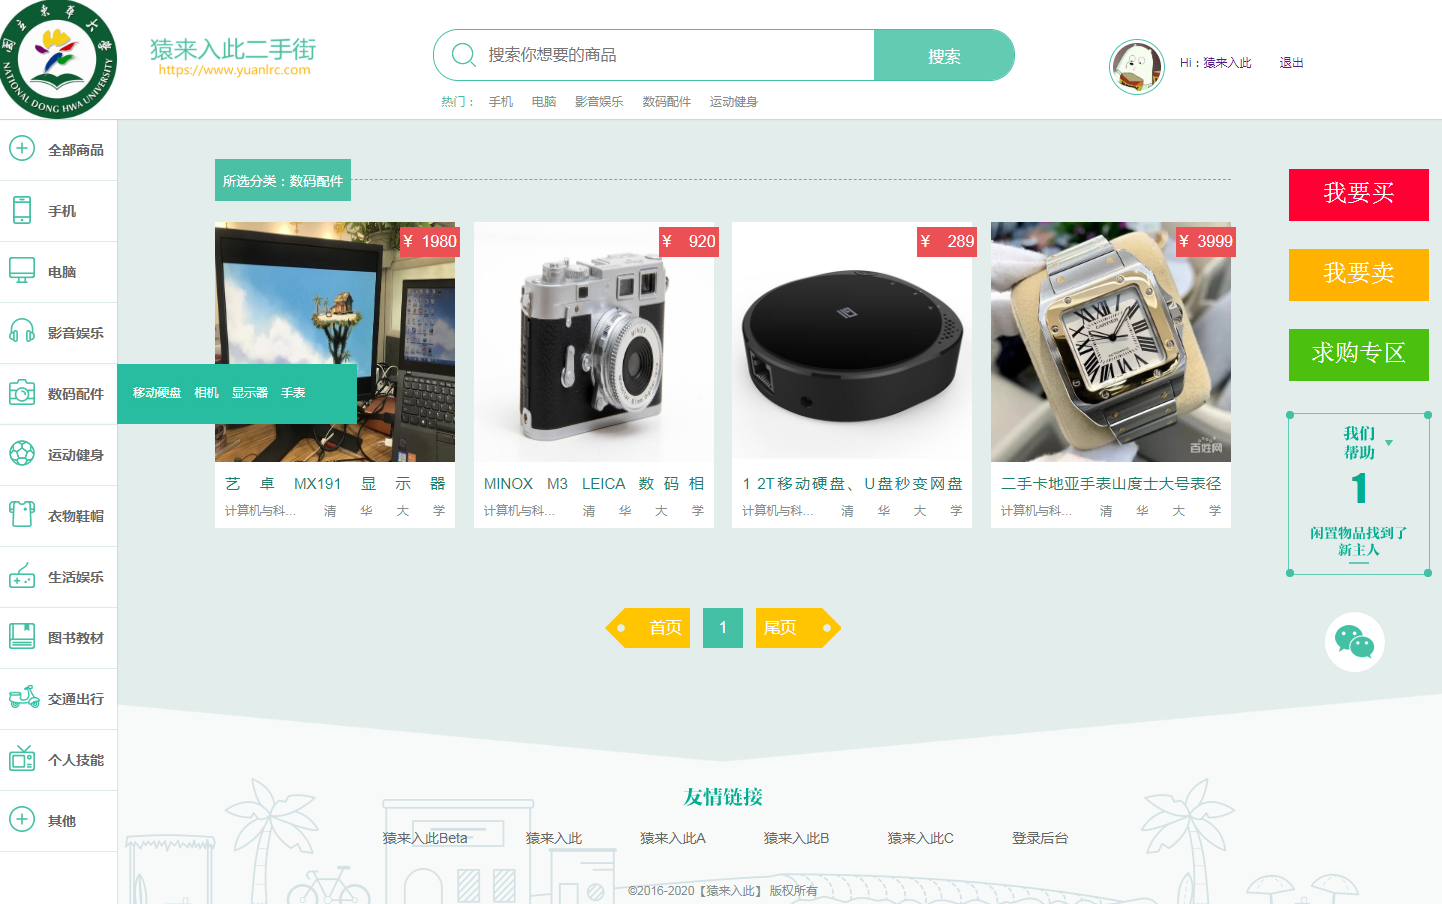 國立東華大學
NATIONAL DONG HWA UNIVERSITY
猿来入此二手街
https://www.yuanlrc.com
搜索你想要的商品
搜索
热门： 手机 电脑 影音娱乐 数码配件 运动健身
Hi：猿来入此 退出
全部商品
手机
电脑
影音娱乐
数码配件
运动健身
衣物鞋帽
生活娱乐
图书教材
交通出行
个人技能
其他
移动硬盘 相机 显示器 手表
所选分类：数码配件
¥ 1980
艺卓MX191显示器
计算机与科... 清华大学
¥ 920
MINOX
MINOX M3 LEICA 数码相
计算机与科... 清华大学
¥ 289
1 2T移动硬盘、U盘秒变网盘
计算机与科... 清华大学
¥ 3999
CARTIER
百姓网
二手卡地亚手表山度士大号表径
计算机与科... 清华大学
首页 1 尾页
我要买
我要卖
求购专区
我们
帮助
1
闲置物品找到了
新主人
友情链接
猿来入此Beta 猿来入此 猿来入此A 猿来入此B 猿来入此C 登录后台
©2016-2020【猿来入此】 版权所有